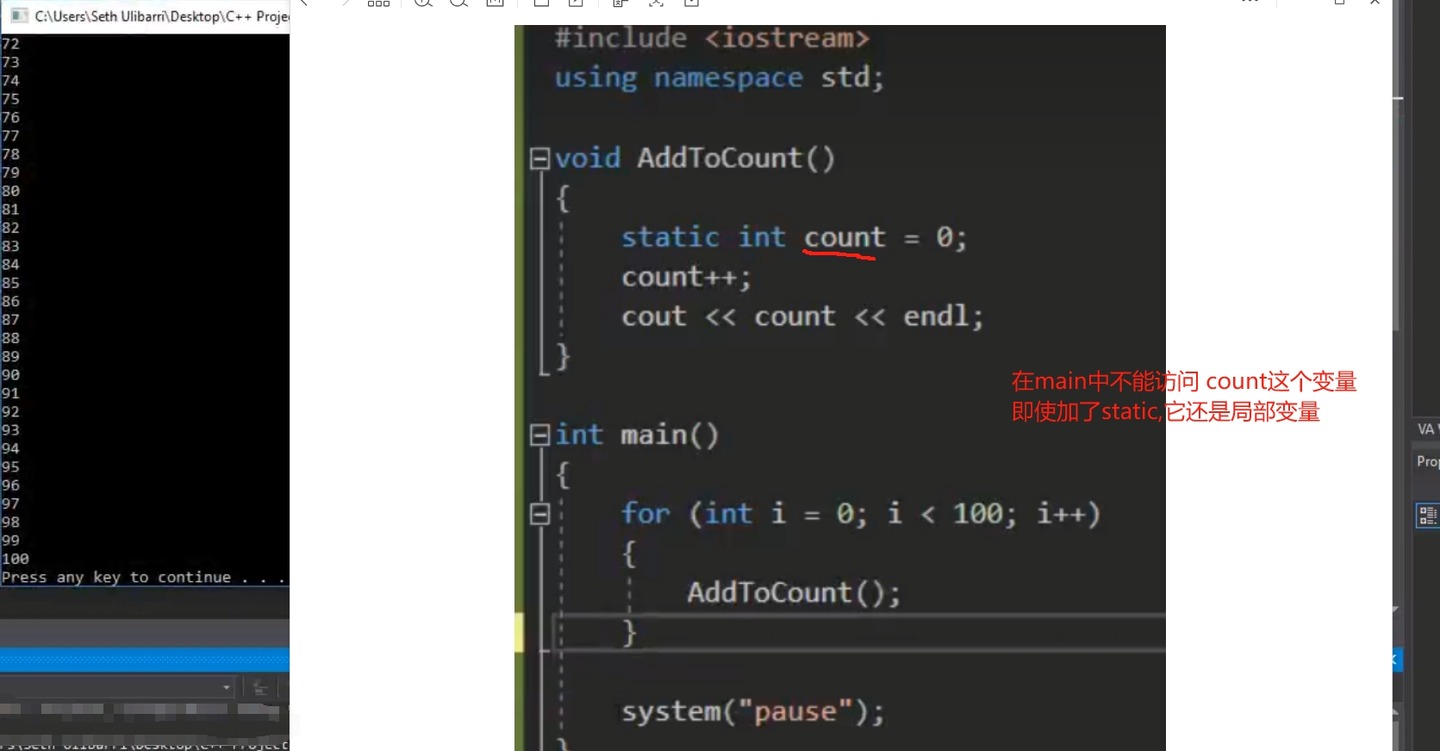 C:\Users\Seth Ulibarri\Desktop\C++ Proje
72
73
74
75
76
77
78
79
80
81
82
83
84
85
86
87
88
89
90
91
92
93
94
95
96
97
98
99
100
Press any key to continue . . .
#include <iostream>
using namespace std;
void AddToCount()
{
static int count = 0;
count++;
cout << count << endl;
}
在main中不能访问 count这个变量
即使加了static,它还是局部变量
int main()
{
for (int i = 0; i < 100; i++)
{
AddToCount();
}
system("pause");
}
VA
Prop